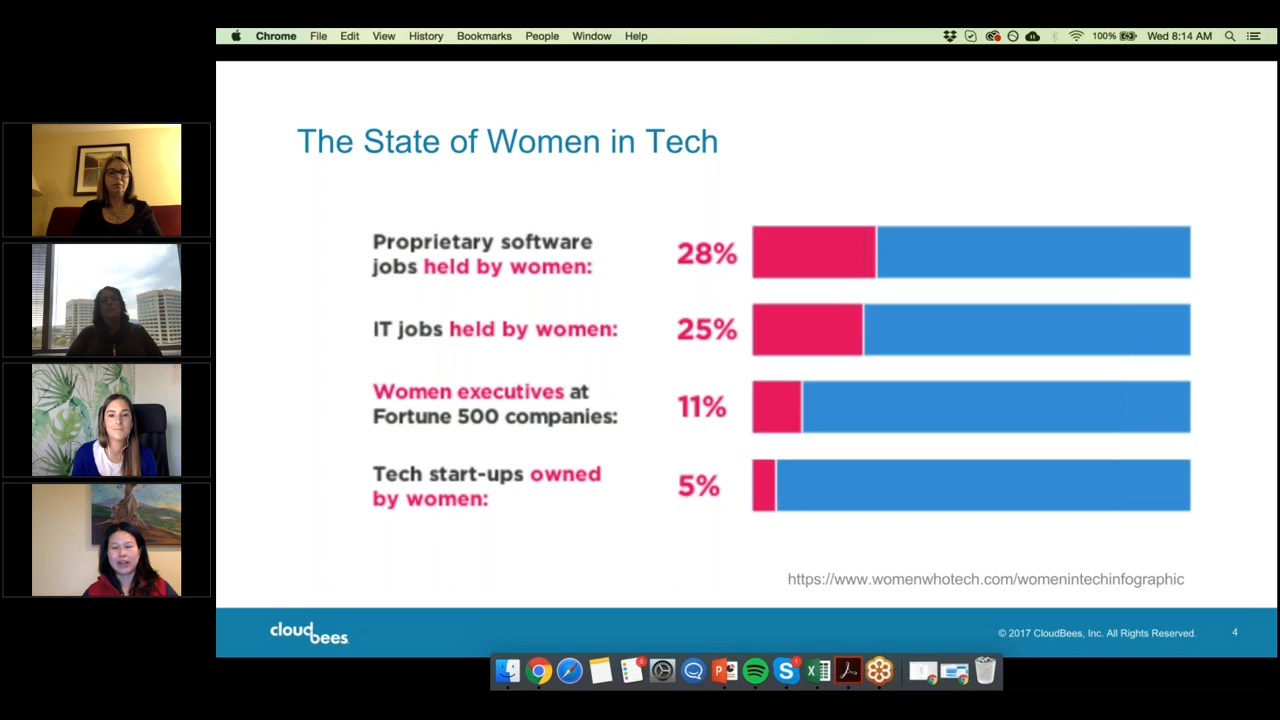 Chrome File Edit View History Bookmarks People Window Help 100% Wed 8:14 AM
The State of Women in Tech
Proprietary software
jobs held by women:
28%
IT jobs held by women:
25%
Women executives at
Fortune 500 companies:
11%
Tech start-ups owned
by women:
5%
https://www.womenwhotech.com/womenintechinfographic
cloudbees
© 2017 CloudBees, Inc. All Rights Reserved. 4